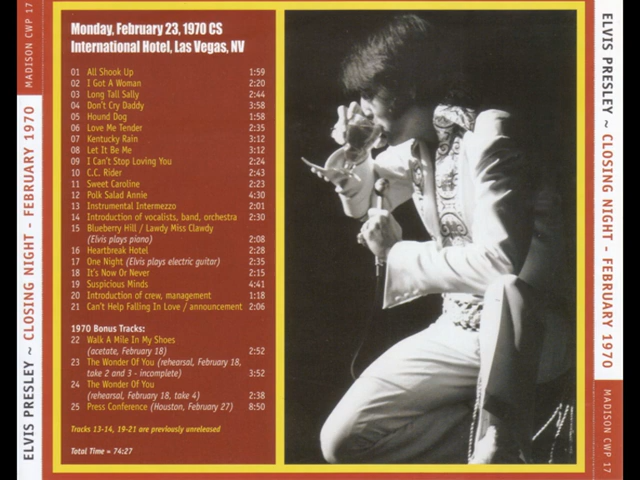 MADISON CWP 17
ELVIS PRESLEY ~ CLOSING NIGHT - FEBRUARY 1970
Monday, February 23, 1970 CS
International Hotel, Las Vegas, NV
01 All Shook Up 1:59
02 I Got A Woman 2:20
03 Long Tall Sally 2:44
04 Don't Cry Daddy 3:58
05 Hound Dog 1:58
06 Love Me Tender 2:35
07 Kentucky Rain 3:12
08 Let It Be Me 3:12
09 I Can't Stop Loving You 2:24
10 C.C. Rider 2:43
11 Sweet Caroline 2:23
12 Polk Salad Annie 4:30
13 Instrumental Intermezzo 2:01
14 Introduction of vocalists, band, orchestra 2:30
15 Blueberry Hill / Lawdy Miss Clawdy
(Elvis plays piano) 2:08
16 Heartbreak Hotel 2:28
17 One Night (Elvis plays electric guitar) 2:35
18 It's Now Or Never 2:15
19 Suspicious Minds 4:41
20 Introduction of crew, management 1:18
21 Can't Help Falling In Love / announcement 2:06
1970 Bonus Tracks:
22 Walk A Mile In My Shoes
(acetate, February 18) 2:52
23 The Wonder Of You (rehearsal, February 18,
take 2 and 3 - incomplete) 3:52
24 The Wonder Of You
(rehearsal, February 18, take 4) 2:38
25 Press Conference (Houston, February 27) 8:50
Tracks 13-14, 19-21 are previously unreleased
Total Time = 74:27
ELVIS PRESLEY ~ CLOSING NIGHT - FEBRUARY 1970
MADISON CWP 17